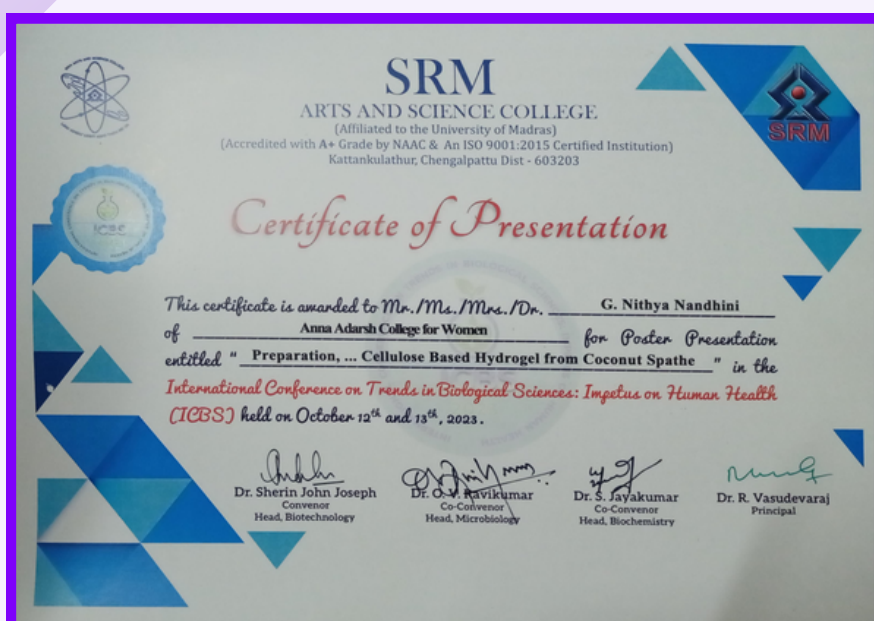 SRM
ARTS AND SCIENCE COLLEGE
(Affiliated to the University of Madras)
(Accredited with A+ Grade by NAAC & An ISO 9001:2015 Certified Institution)
Kattankulathur, Chengalpattu Dist - 603203
SRM
ICBS
Certificate of Presentation
This certificate is awarded to Mr./Ms./Mrs./Dr. G. Nithya Nandhini
of Anna Adarsh College for Women for Poster Presentation
entitled " Preparation, ... Cellulose Based Hydrogel from Coconut Spathe " in the
International Conference on Trends in Biological Sciences: Impetus on Human Health
(ICBS) held on October 12th and 13th, 2023.
Dr. Sherin John Joseph
Convenor
Head, Biotechnology
Dr. O. V. Ravikumar
Co-Convenor
Head, Microbiology
Dr. S. Jayakumar
Co-Convenor
Head, Biochemistry
Dr. R. Vasudevaraj
Principal